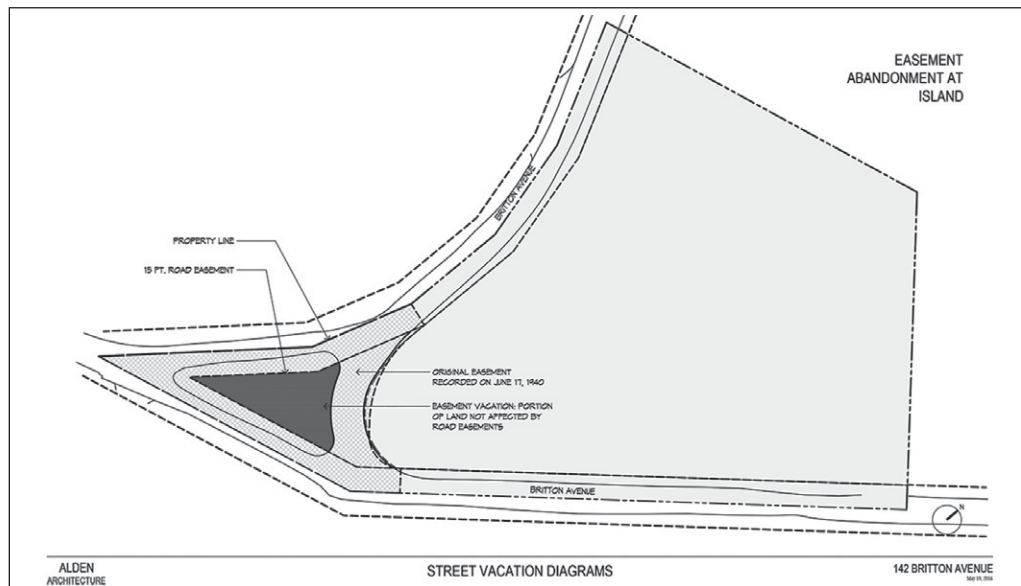 EASEMENT
ABANDONMENT AT
ISLAND
BRITTON AVENUE
PROPERTY LINE
15 FT. ROAD EASEMENT
ORIGINAL EASEMENT
RECORDED ON JUNE 17, 1940
EASEMENT VACATION: PORTION
OF LAND NOT AFFECTED BY
ROAD EASEMENTS
BRITTON AVENUE
N
ALDEN
ARCHITECTURE
STREET VACATION DIAGRAMS
142 BRITTON AVENUE